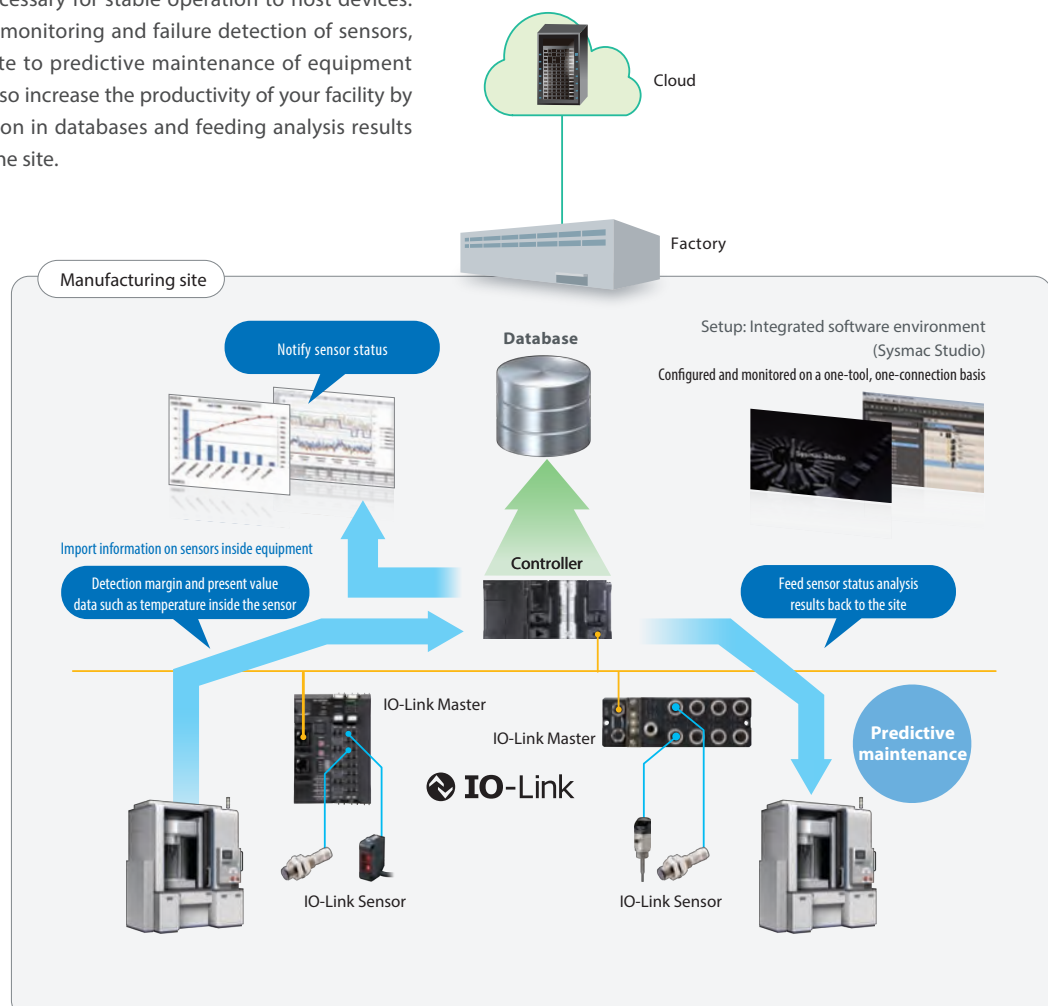 cessary for stable operation to host devices.
monitoring and failure detection of sensors,
te to predictive maintenance of equipment
so increase the productivity of your facility by
on in databases and feeding analysis results
ne site.
Cloud
Factory
Manufacturing site
Notify sensor status
Database
Setup: Integrated software environment
(Sysmac Studio)
Configured and monitored on a one-tool, one-connection basis
Sysmac Studio
Import information on sensors inside equipment
Detection margin and present value
data such as temperature inside the sensor
Controller
Feed sensor status analysis
results back to the site
IO-Link Master
IO-Link Master
Predictive
maintenance
IO-Link
IO-Link Sensor
IO-Link Sensor